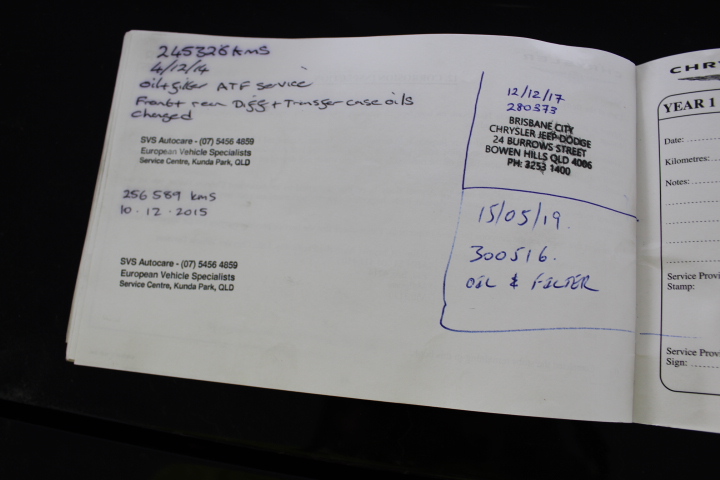 245326 kms
4/12/14
oil+filter ATF service
Front + rear Diff + Transfer case oils
changed
SVS Autocare - (07) 5456 4859
European Vehicle Specialists
Service Centre, Kunda Park, QLD
256 589 kms
10.12.2015
SVS Autocare - (07) 5456 4859
European Vehicle Specialists
Service Centre, Kunda Park, QLD
12/12/17
280373
BRISBANE CITY
CHRYSLER JEEP DODGE
24 BURROWS STREET
BOWEN HILLS QLD 4006
PH: 3253 1400
15/05/19.
300516.
OIL & FILTER
CHRY
YEAR 1
Date:
Kilometres:
Notes:
Service Provi
Stamp:
Service Provi
Sign: